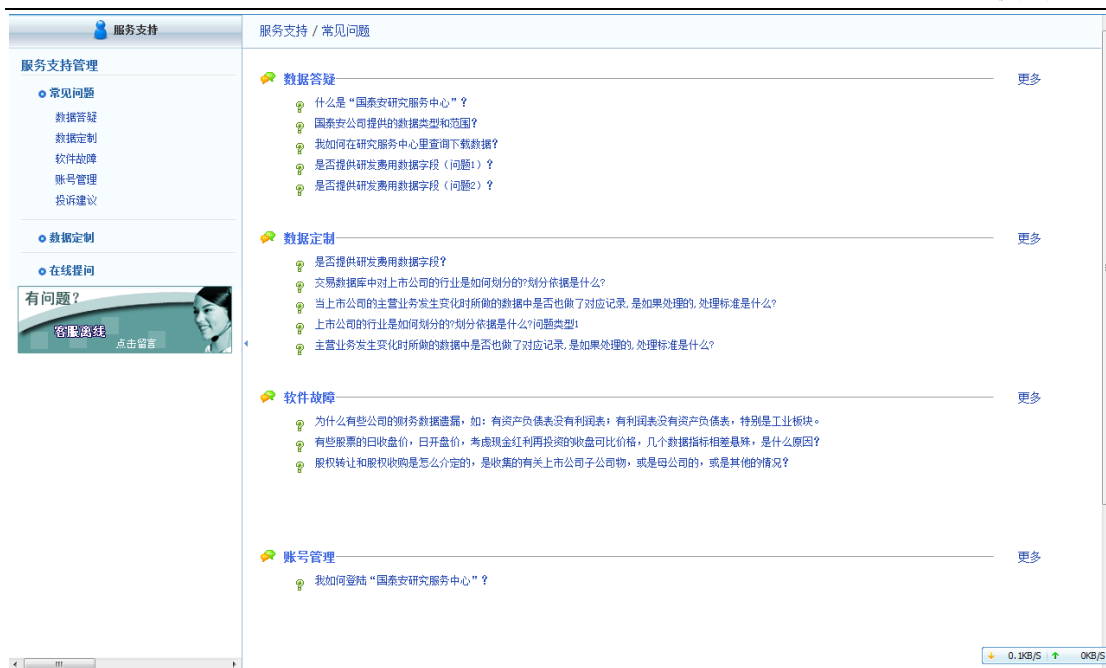 服务支持
服务支持 / 常见问题
服务支持管理
常见问题
数据答疑
数据定制
软件故障
账号管理
投诉建议
数据定制
在线提问
有问题?
客服离线
点击留言
数据答疑
更多
什么是“国泰安研究服务中心”?
国泰安公司提供的数据类型和范围?
我如何在研究服务中心里查询下载数据?
是否提供研发费用数据字段(问题1)?
是否提供研发费用数据字段(问题2)?
数据定制
更多
是否提供研发费用数据字段?
交易数据库中对上市公司的行业是如何划分的?划分依据是什么?
当上市公司的主营业务发生变化时所做的数据中是否也做了对应记录,是如果处理的,处理标准是什么?
上市公司的行业是如何划分的?划分依据是什么?问题类型1
主营业务发生变化时所做的数据中是否也做了对应记录,是如果处理的,处理标准是什么?
软件故障
更多
为什么有些公司的财务数据遗漏,如:有资产负债表没有利润表;有利润表没有资产负债表,特别是工业板块。
有些股票的日收盘价,日开盘价,考虑现金红利再投资的收盘可比价格,几个数据指标相差悬殊,是什么原因?
股权转让和股权收购是怎么介定的,是收集的有关上市公司子公司物,或是母公司的,或是其他的情况?
账号管理
更多
我如何登陆“国泰安研究服务中心”?
0.1KB/S
0KB/S